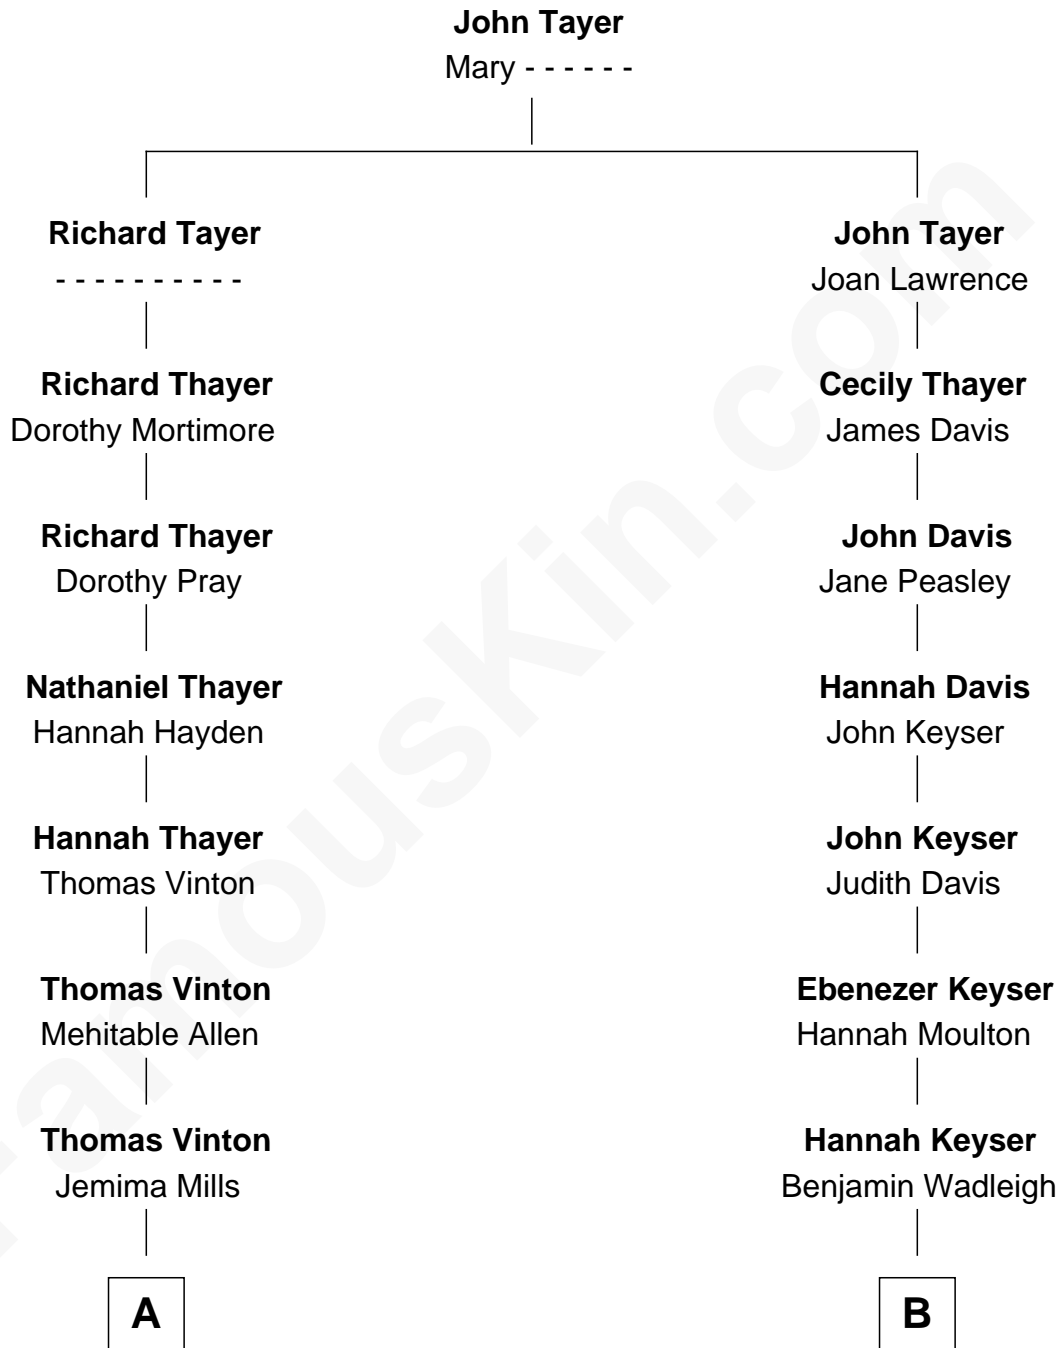 John Tayer
Mary - - - - - -
Richard Tayer
- - - - - - - - - -
John Tayer
Joan Lawrence
Richard Thayer
Dorothy Mortimore
Cecily Thayer
James Davis
Richard Thayer
Dorothy Pray
John Davis
Jane Peasley
Nathaniel Thayer
Hannah Hayden
Hannah Davis
John Keyser
Hannah Thayer
Thomas Vinton
John Keyser
Judith Davis
Thomas Vinton
Mehitable Allen
Ebenezer Keyser
Hannah Moulton
Thomas Vinton
Jemima Mills
Hannah Keyser
Benjamin Wadleigh
A
B
FamousKin.com